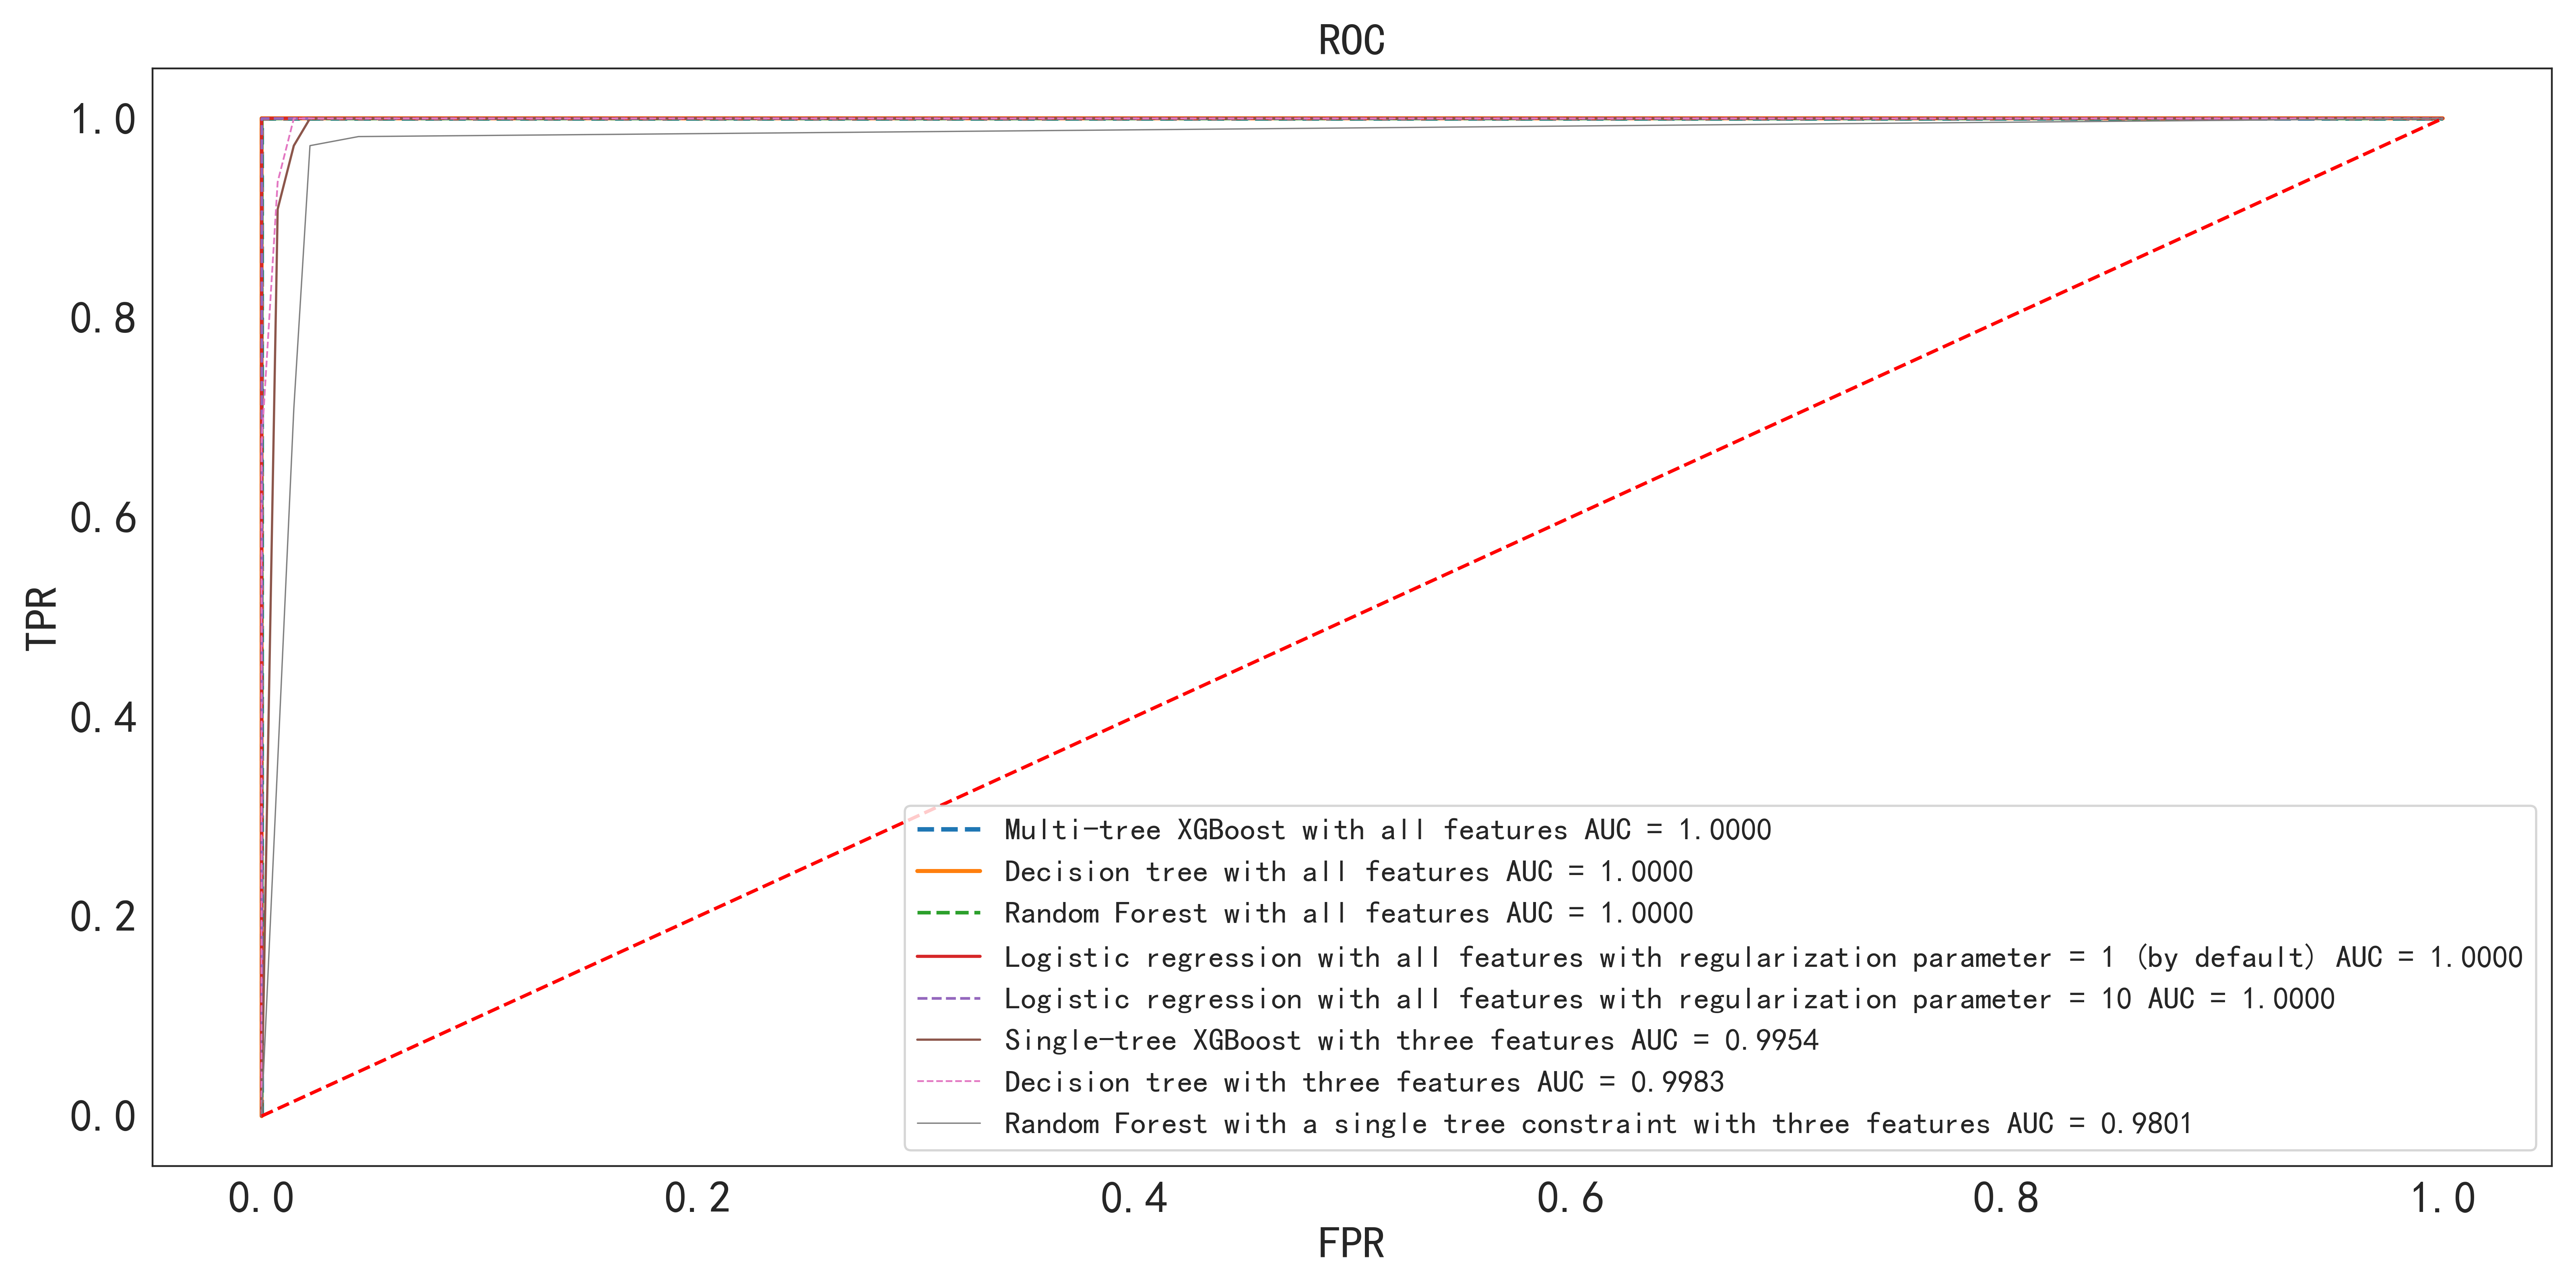 ROC
1.0
0.8
0.6
0.4
0.2
0.0
TPR
Multi-tree XGBoost with all features AUC = 1.0000
Decision tree with all features AUC = 1.0000
Random Forest with all features AUC = 1.0000
Logistic regression with all features with regularization parameter = 1 (by default) AUC = 1.0000
Logistic regression with all features with regularization parameter = 10 AUC = 1.0000
Single-tree XGBoost with three features AUC = 0.9954
Decision tree with three features AUC = 0.9983
Random Forest with a single tree constraint with three features AUC = 0.9801
0.0 0.2 0.4 0.6 0.8 1.0
FPR